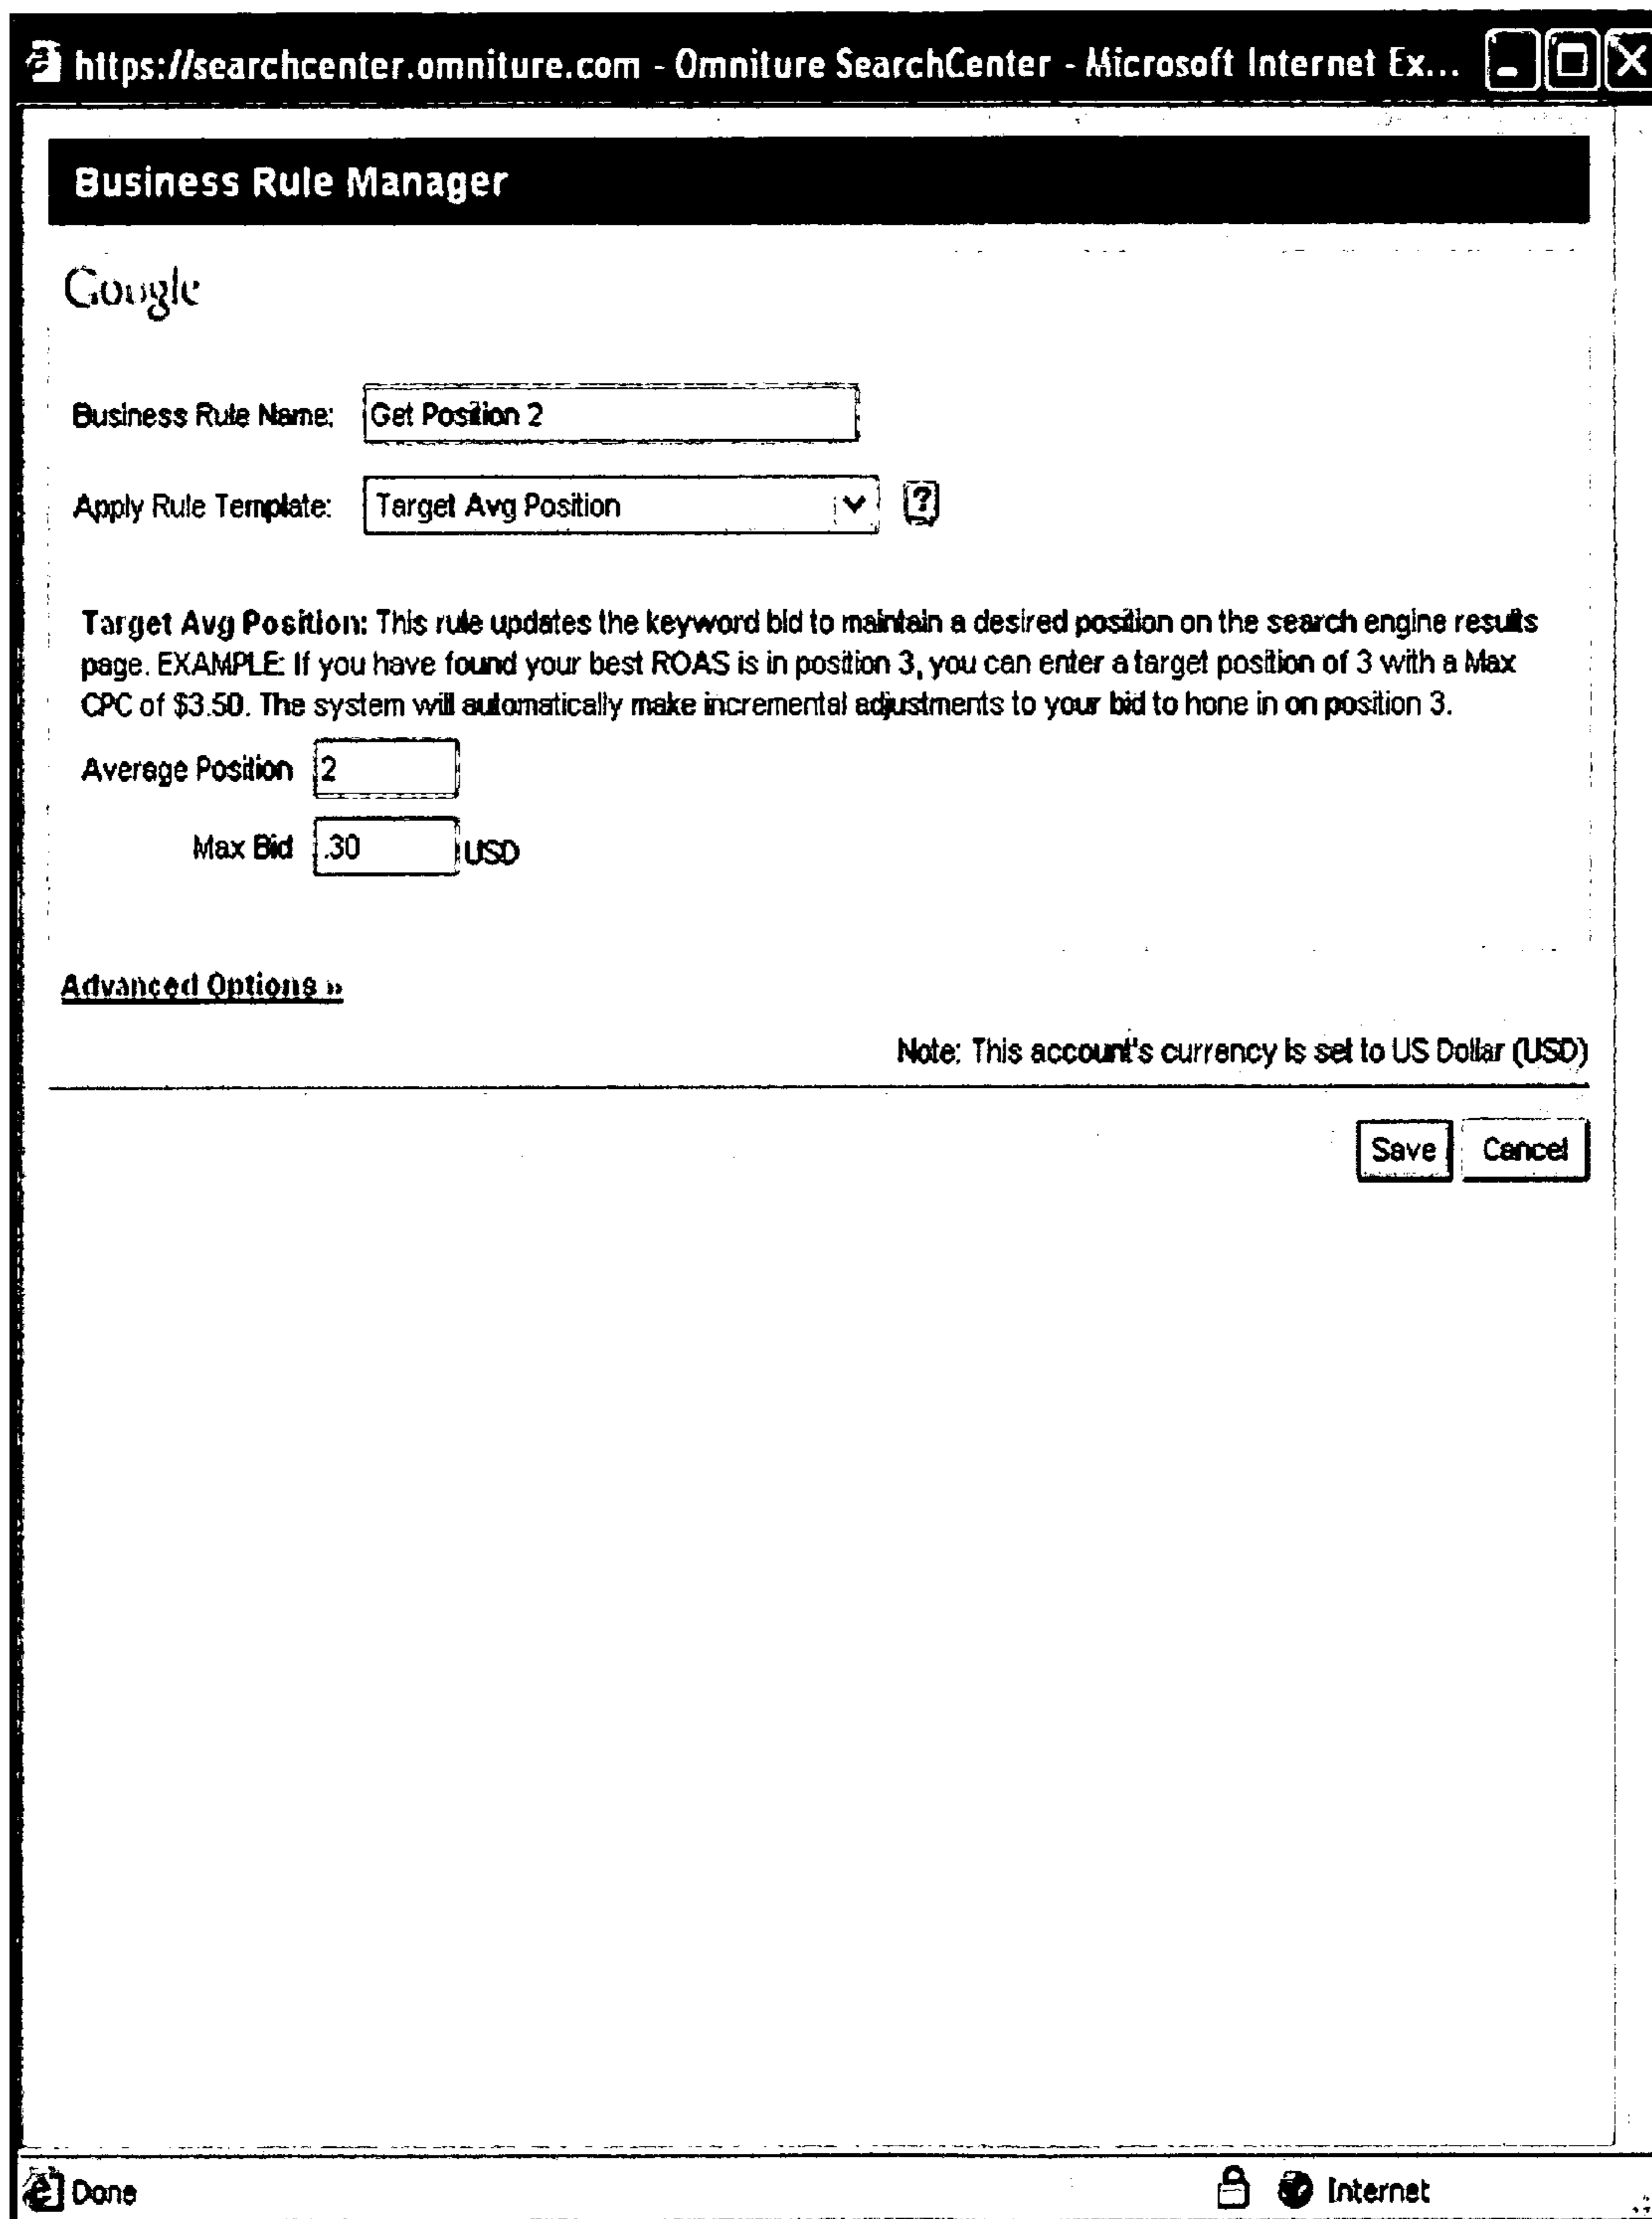 https://searchcenter.omniture.com - Omniture SearchCenter - Microsoft Internet Ex...
Business Rule Manager
Google
Business Rule Name: Get Position 2
Apply Rule Template: Target Avg Position ?
Target Avg Position: This rule updates the keyword bid to maintain a desired position on the search engine results
page. EXAMPLE: If you have found your best ROAS is in position 3, you can enter a target position of 3 with a Max
CPC of $3.50. The system will automatically make incremental adjustments to your bid to hone in on position 3.
Average Position 2
Max Bid .30 USD
Advanced Options »
Note: This account's currency is set to US Dollar (USD)
Save Cancel
Done Internet